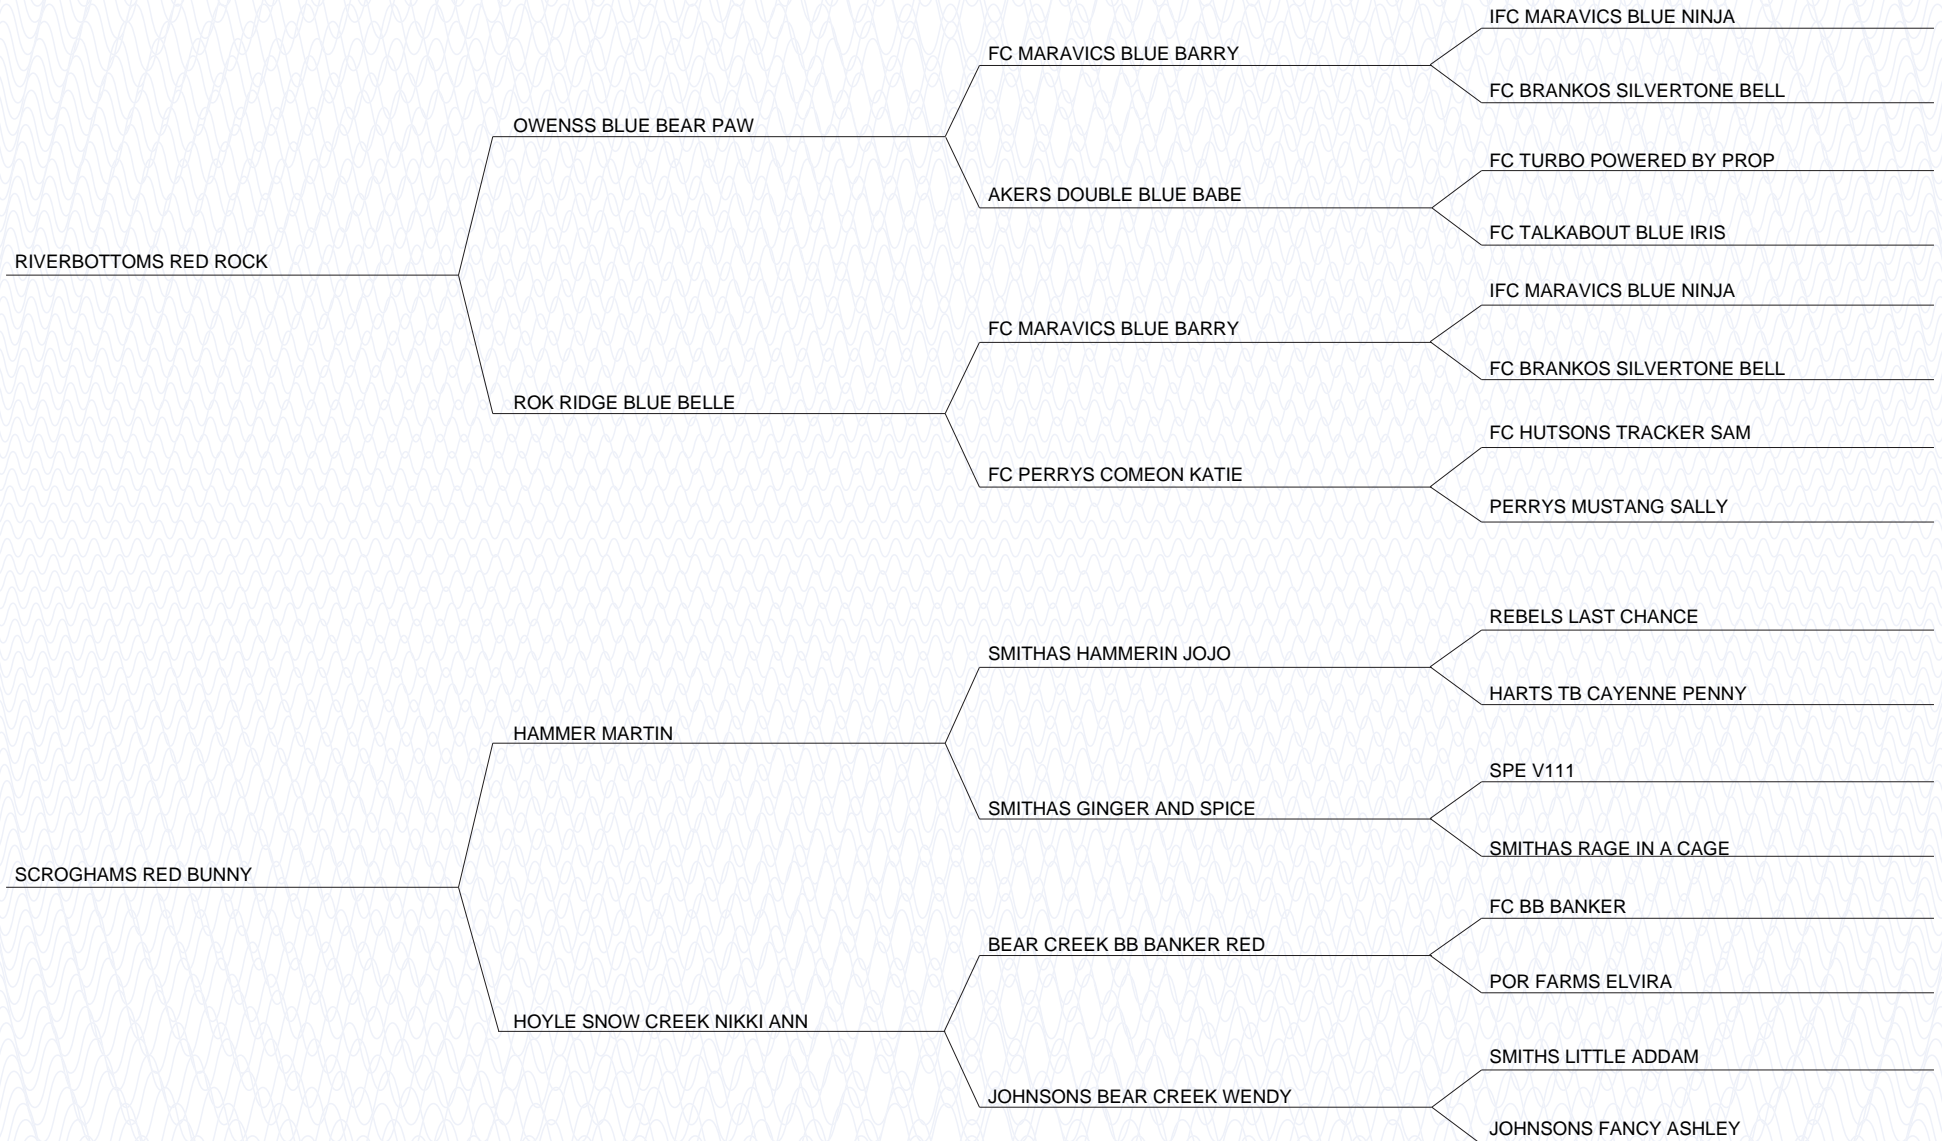 IFC MARAVICS BLUE NINJA
FC MARAVICS BLUE BARRY
FC BRANKOS SILVERTONE BELL
OWENSS BLUE BEAR PAW
FC TURBO POWERED BY PROP
AKERS DOUBLE BLUE BABE
FC TALKABOUT BLUE IRIS
RIVERBOTTOMS RED ROCK
IFC MARAVICS BLUE NINJA
FC MARAVICS BLUE BARRY
FC BRANKOS SILVERTONE BELL
ROK RIDGE BLUE BELLE
FC HUTSONS TRACKER SAM
FC PERRYS COMEON KATIE
PERRYS MUSTANG SALLY
REBELS LAST CHANCE
SMITHAS HAMMERIN JOJO
HARTS TB CAYENNE PENNY
HAMMER MARTIN
SPE V111
SMITHAS GINGER AND SPICE
SMITHAS RAGE IN A CAGE
SCROGHAMS RED BUNNY
FC BB BANKER
BEAR CREEK BB BANKER RED
POR FARMS ELVIRA
HOYLE SNOW CREEK NIKKI ANN
SMITHS LITTLE ADDAM
JOHNSONS BEAR CREEK WENDY
JOHNSONS FANCY ASHLEY